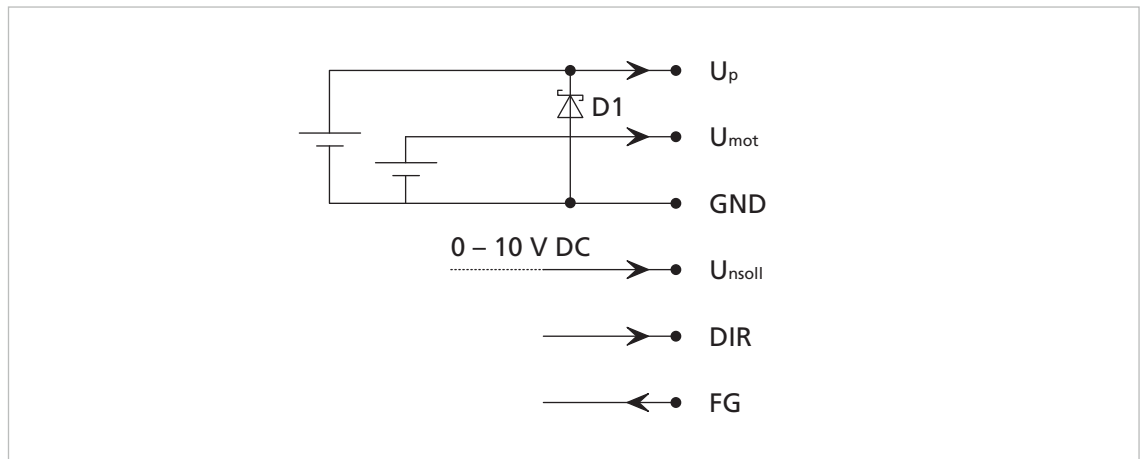 Up
D1
Umot
GND
0 – 10 V DC
Unsoll
DIR
FG